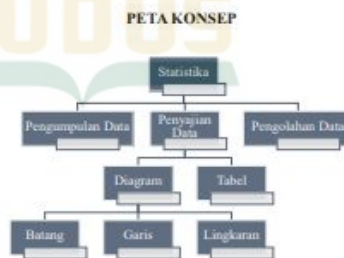 PETA KONSEP
Statistika
Pengumpulan Data
Penyajian
Data
Pengolahan Data
Diagram
Tabel
Batang
Garis
Lingkaran